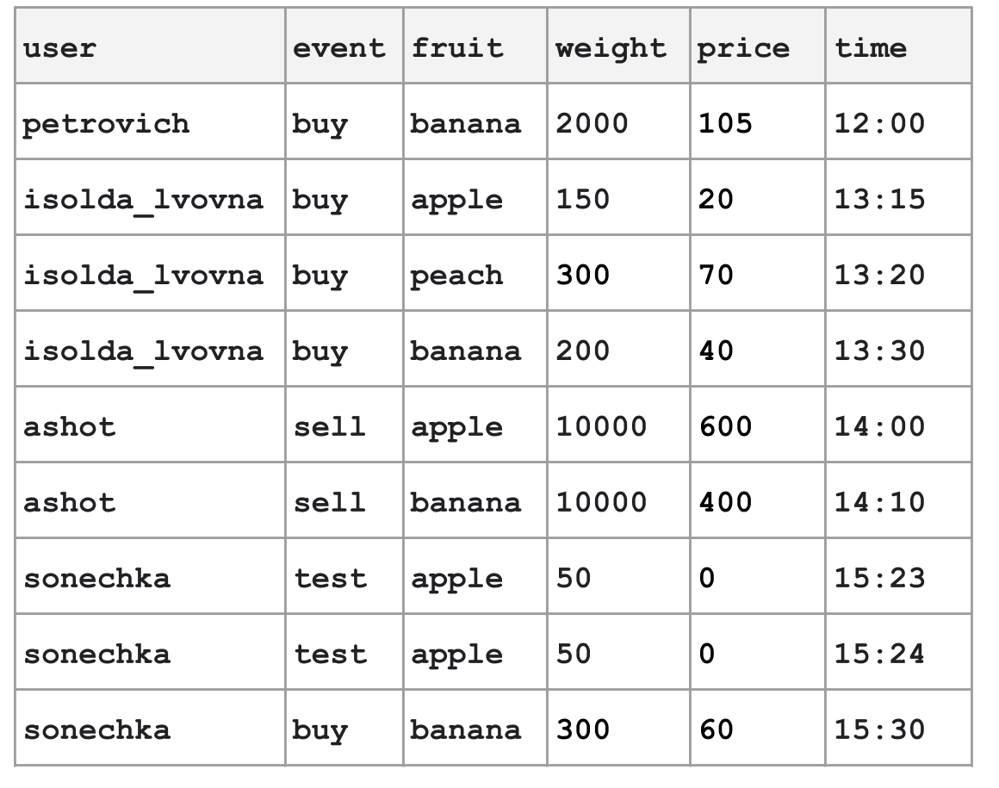 user event fruit weight price time
petrovich buy banana 2000 105 12:00
isolda_lvovna buy apple 150 20 13:15
isolda_lvovna buy peach 300 70 13:20
isolda_lvovna buy banana 200 40 13:30
ashot sell apple 10000 600 14:00
ashot sell banana 10000 400 14:10
sonechka test apple 50 0 15:23
sonechka test apple 50 0 15:24
sonechka buy banana 300 60 15:30